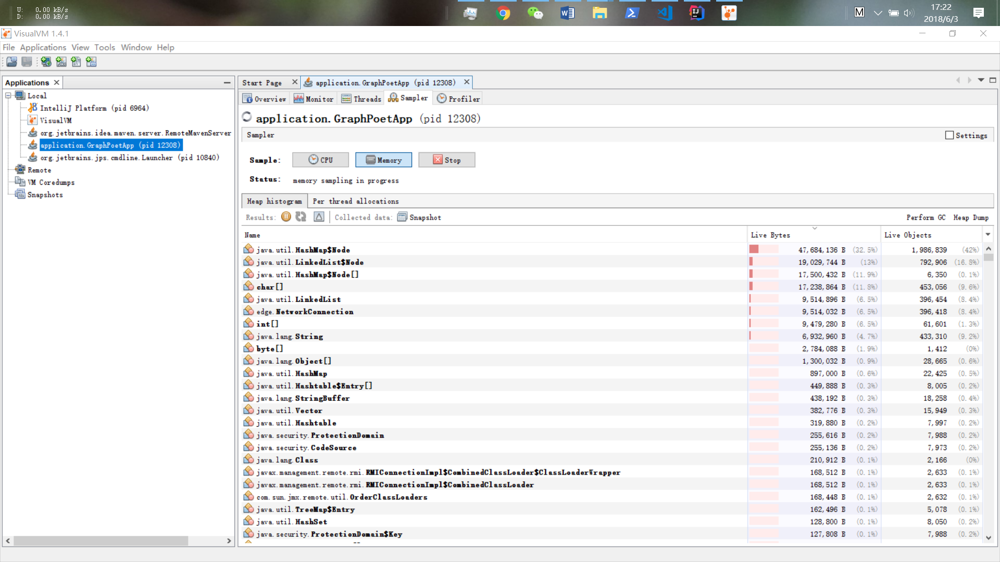 U: 0.00 kB/s
D: 0.00 kB/s
M
17:22
2018/6/3
VisualVM 1.4.1
File Applications View Tools Window Help
Applications
Local
IntelliJ Platform (pid 6964)
VisualVM
org.jetbrains.idea.maven.server.RemoteMavenServer
application.GraphPoetApp (pid 12308)
org.jetbrains.jps.cmdline.Launcher (pid 10840)
Remote
VM Coredumps
Snapshots
Start Page
application.GraphPoetApp (pid 12308)
Overview Monitor Threads Sampler Profiler
application.GraphPoetApp (pid 12308)
Sampler
Settings
Sample: CPU Memory Stop
Status: memory sampling in progress
Heap histogram Per thread allocations
Results: Collected data: Snapshot Perform GC Heap Dump
Name Live Bytes Live Objects
java.util.HashMap$Node 47,684,136 B (32.5%) 1,986,839 (42%)
java.util.LinkedList$Node 19,029,744 B (13%) 792,906 (16.8%)
java.util.HashMap$Node[] 17,500,432 B (11.9%) 6,350 (0.1%)
char[] 17,238,864 B (11.8%) 453,056 (9.6%)
java.util.LinkedList 9,514,896 B (6.5%) 396,454 (8.4%)
edge.NetworkConnection 9,514,032 B (6.5%) 396,418 (8.4%)
int[] 9,479,280 B (6.5%) 61,601 (1.3%)
java.lang.String 6,932,960 B (4.7%) 433,310 (9.2%)
byte[] 2,784,088 B (1.9%) 1,412 (0%)
java.lang.Object[] 1,300,032 B (0.9%) 28,665 (0.6%)
java.util.HashMap 897,000 B (0.6%) 22,425 (0.5%)
java.util.Hashtable$Entry[] 449,888 B (0.3%) 8,005 (0.2%)
java.lang.StringBuffer 438,192 B (0.3%) 18,258 (0.4%)
java.util.Vector 382,776 B (0.3%) 15,949 (0.3%)
java.util.Hashtable 319,880 B (0.2%) 7,997 (0.2%)
java.security.ProtectionDomain 255,616 B (0.2%) 7,988 (0.2%)
java.security.CodeSource 255,136 B (0.2%) 7,973 (0.2%)
java.lang.Class 210,912 B (0.1%) 2,166 (0%)
javax.management.remote.rmi.RMIConnectionImpl$CombinedClassLoader$ClassLoaderWrapper 168,512 B (0.1%) 2,633 (0.1%)
javax.management.remote.rmi.RMIConnectionImpl$CombinedClassLoader 168,512 B (0.1%) 2,633 (0.1%)
com.sun.jmx.remote.util.OrderClassLoaders 168,448 B (0.1%) 2,632 (0.1%)
java.util.TreeMap$Entry 162,496 B (0.1%) 5,078 (0.1%)
java.util.HashSet 128,800 B (0.1%) 8,050 (0.2%)
java.security.ProtectionDomain$Key 127,808 B (0.1%) 7,988 (0.2%)